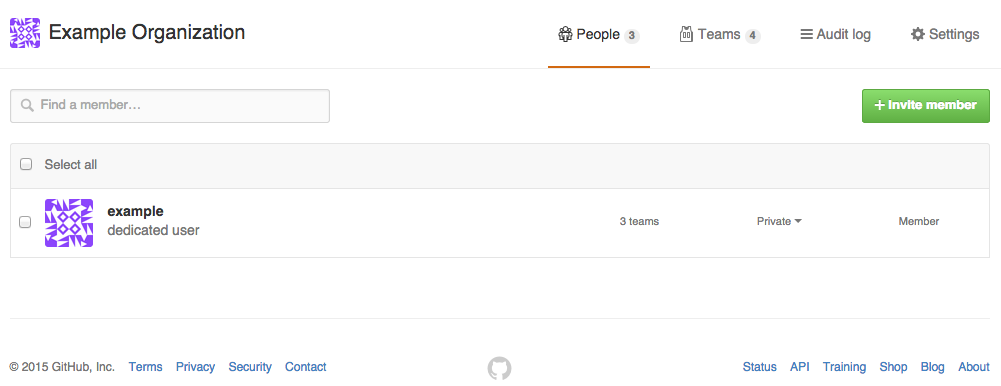 Example Organization
People 3
Teams 4
Audit log
Settings
Find a member…
Invite member
Select all
example
dedicated user
3 teams
Private
Member
© 2015 GitHub, Inc. Terms Privacy Security Contact
Status API Training Shop Blog About